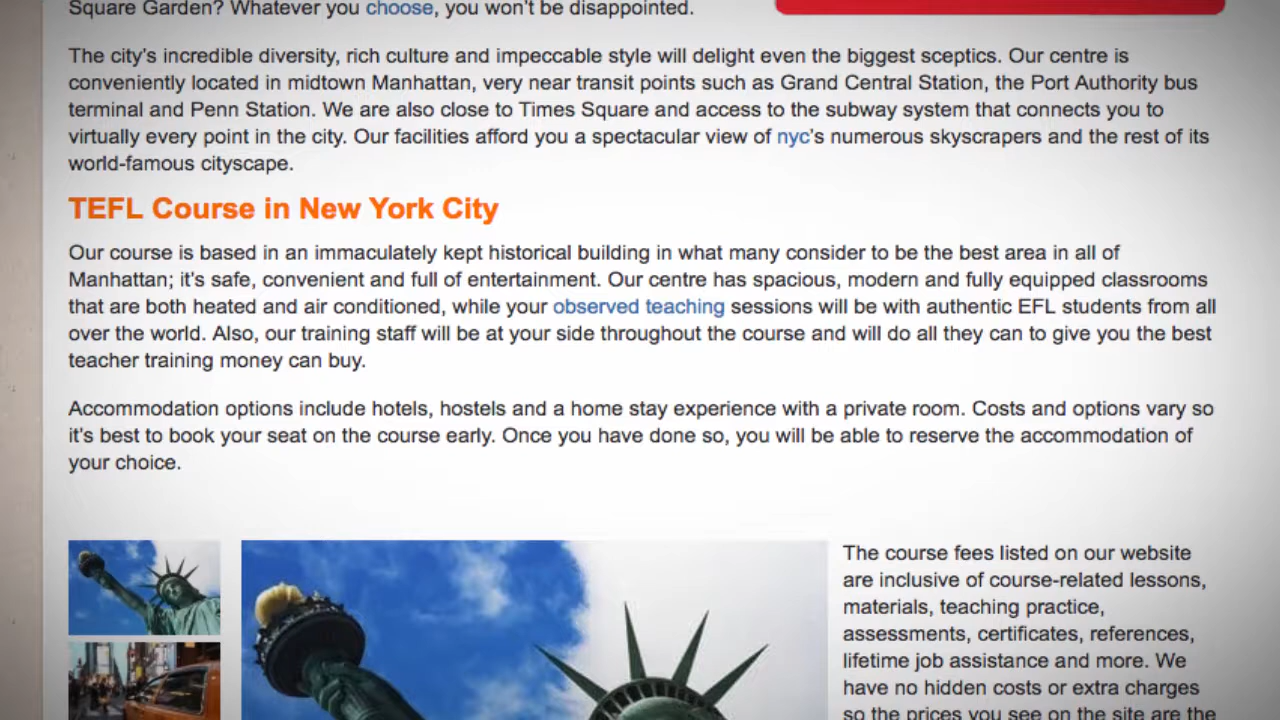 Square Garden? Whatever you choose, you won't be disappointed.
The city's incredible diversity, rich culture and impeccable style will delight even the biggest sceptics. Our centre is
conveniently located in midtown Manhattan, very near transit points such as Grand Central Station, the Port Authority bus
terminal and Penn Station. We are also close to Times Square and access to the subway system that connects you to
virtually every point in the city. Our facilities afford you a spectacular view of nyc's numerous skyscrapers and the rest of its
world-famous cityscape.
TEFL Course in New York City
Our course is based in an immaculately kept historical building in what many consider to be the best area in all of
Manhattan; it's safe, convenient and full of entertainment. Our centre has spacious, modern and fully equipped classrooms
that are both heated and air conditioned, while your observed teaching sessions will be with authentic EFL students from all
over the world. Also, our training staff will be at your side throughout the course and will do all they can to give you the best
teacher training money can buy.
Accommodation options include hotels, hostels and a home stay experience with a private room. Costs and options vary so
it's best to book your seat on the course early. Once you have done so, you will be able to reserve the accommodation of
your choice.
The course fees listed on our website
are inclusive of course-related lessons,
materials, teaching practice,
assessments, certificates, references,
lifetime job assistance and more. We
have no hidden costs or extra charges
so the prices you see on the site are the